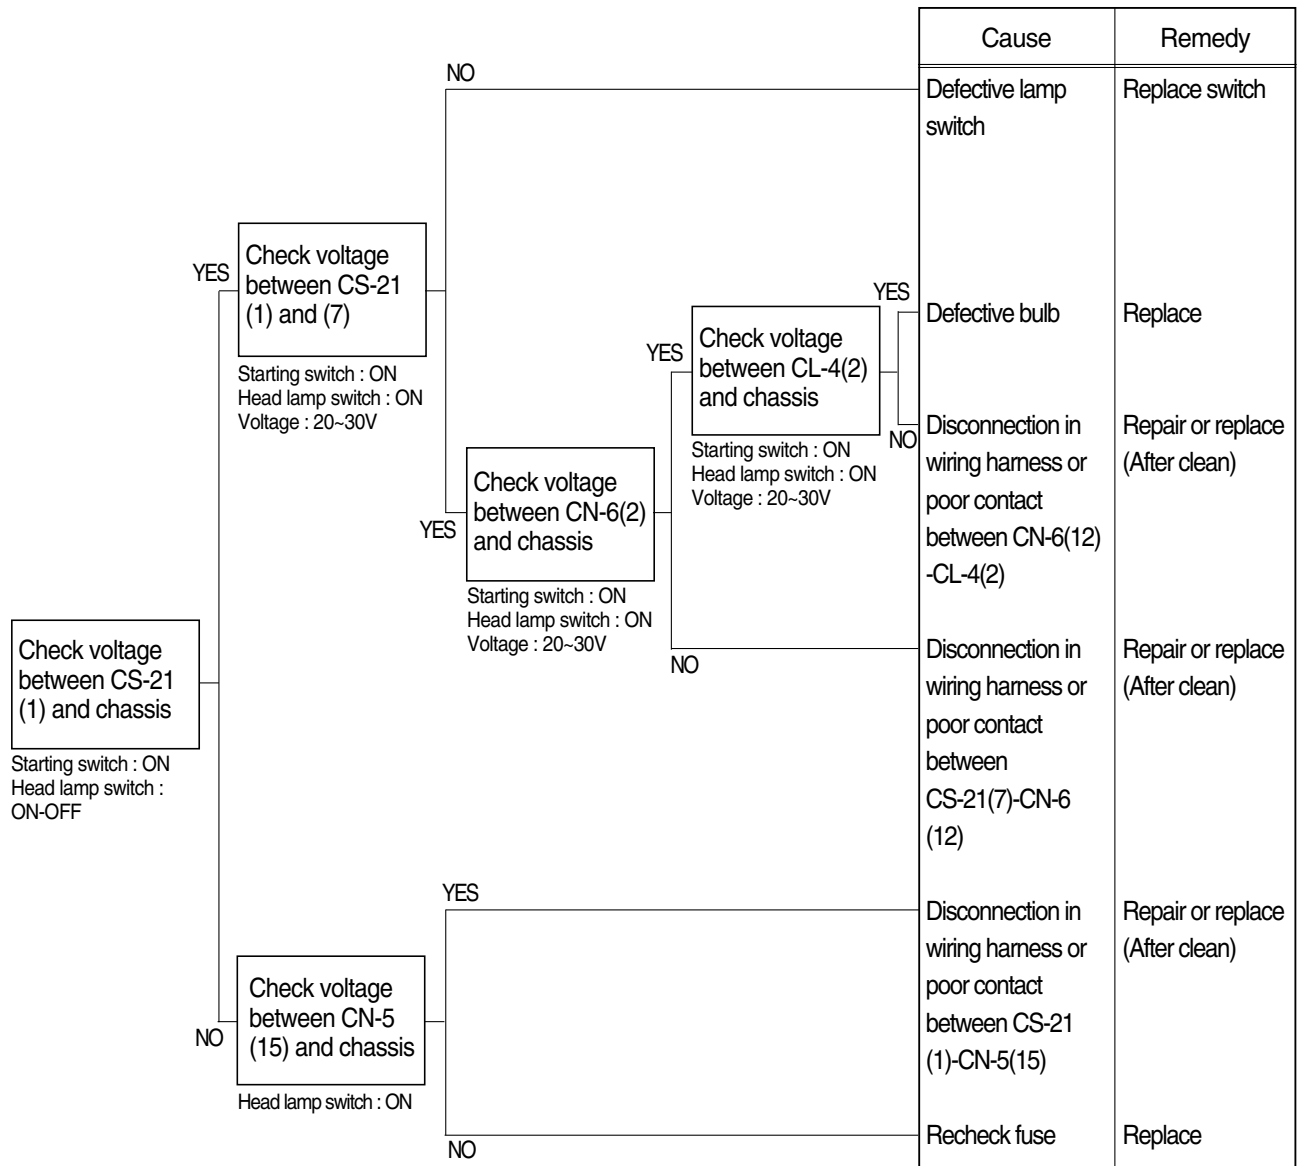 Cause
Remedy
NO
Defective lamp
switch
Replace switch
YES
Check voltage
between CS-21
(1) and (7)
Starting switch : ON
Head lamp switch : ON
Voltage : 20~30V
YES
Check voltage
between CL-4(2)
and chassis
Starting switch : ON
Head lamp switch : ON
Voltage : 20~30V
YES
Defective bulb
Replace
NO
Disconnection in
wiring harness or
poor contact
between CN-6(12)
-CL-4(2)
Repair or replace
(After clean)
YES
Check voltage
between CN-6(2)
and chassis
Starting switch : ON
Head lamp switch : ON
Voltage : 20~30V
NO
Disconnection in
wiring harness or
poor contact
between
CS-21(7)-CN-6
(12)
Repair or replace
(After clean)
Check voltage
between CS-21
(1) and chassis
Starting switch : ON
Head lamp switch :
ON-OFF
YES
Disconnection in
wiring harness or
poor contact
between CS-21
(1)-CN-5(15)
Repair or replace
(After clean)
NO
Check voltage
between CN-5
(15) and chassis
Head lamp switch : ON
NO
Recheck fuse
Replace